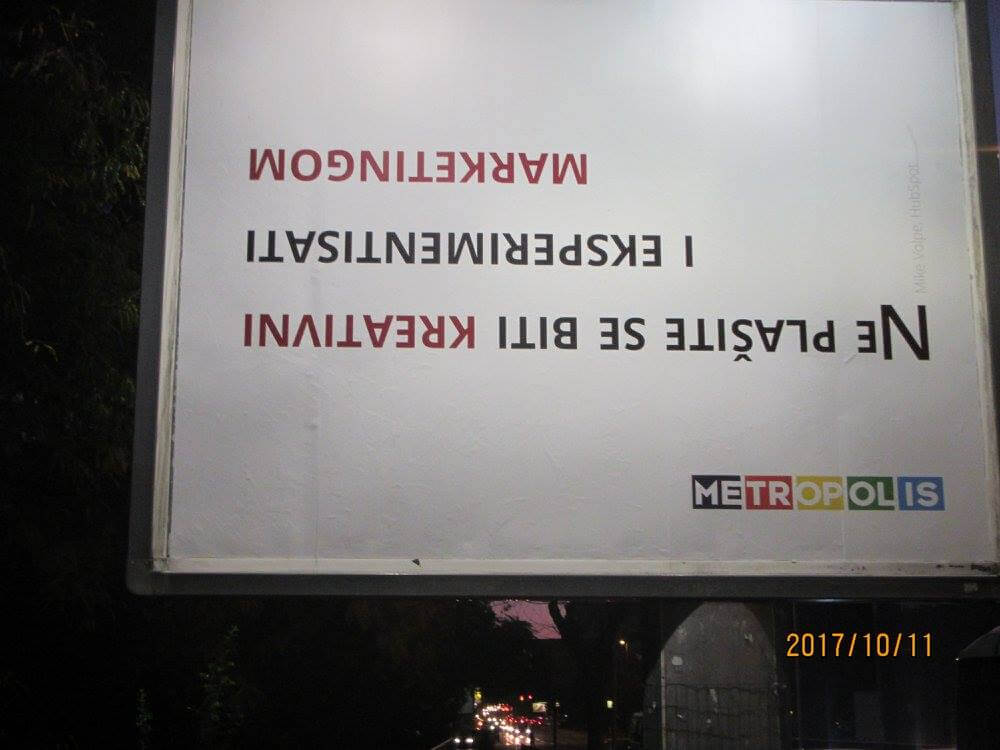 Ne plašite se biti kreativni
i eksperimentisati
marketingom
Mike Volpe, HubSpot
METROPOLIS
2017/10/11